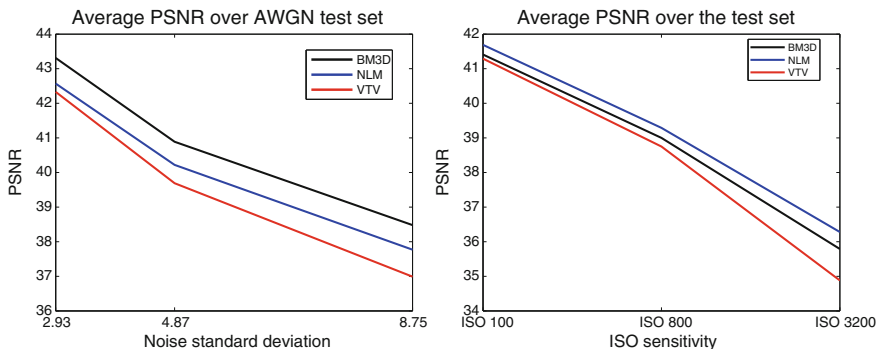 Average PSNR over AWGN test set
44
43
42
41
40
39
38
37
36
PSNR
BM3D
NLM
VTV
2.93
4.87
8.75
Noise standard deviation
Average PSNR over the test set
42
41
40
39
38
37
36
35
34
PSNR
BM3D
NLM
VTV
ISO 100
ISO 800
ISO 3200
ISO sensitivity